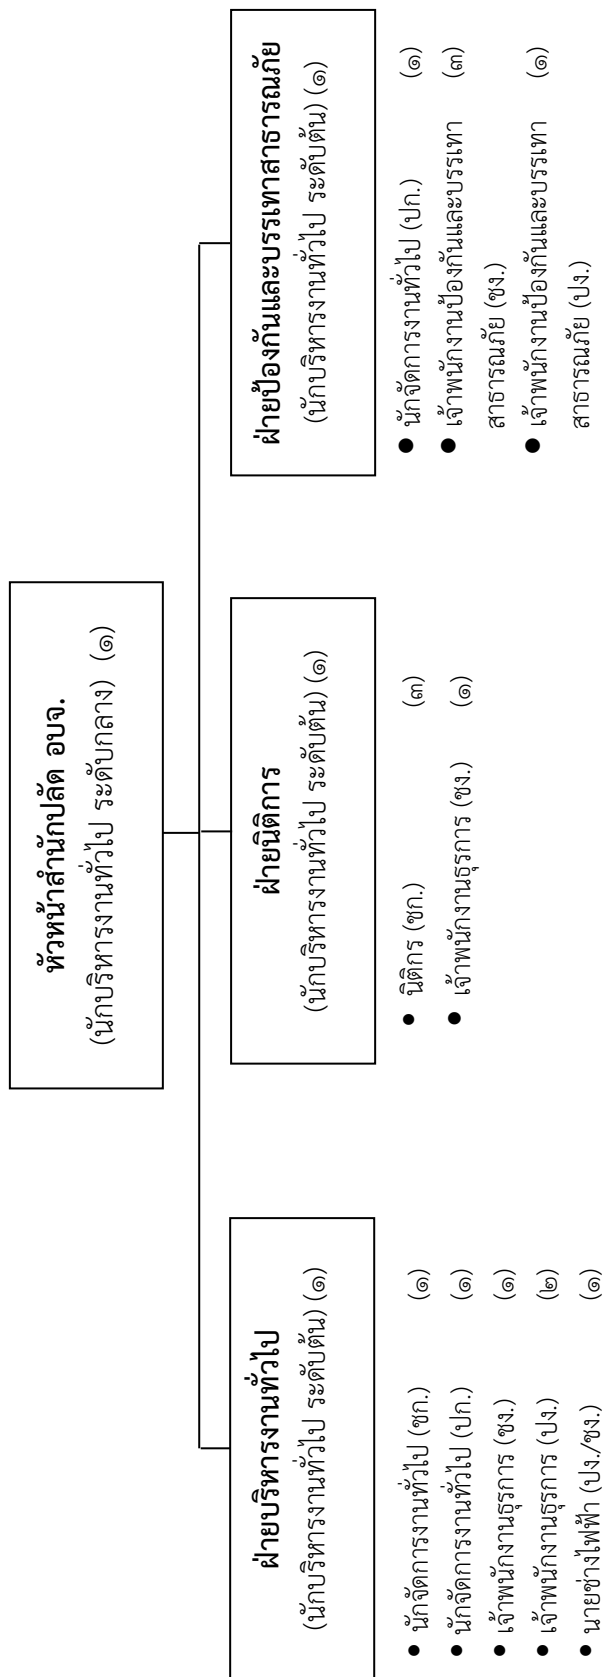 หัวหน้าสำนักปลัด อบจ.
(นักบริหารงานทั่วไป ระดับกลาง) (๑)
ฝ่ายบริหารงานทั่วไป
(นักบริหารงานทั่วไป ระดับต้น) (๑)
● นักจัดการงานทั่วไป (ชก.) (๑)
● นักจัดการงานทั่วไป (ปก.) (๑)
● เจ้าพนักงานธุรการ (ชง.) (๑)
● เจ้าพนักงานธุรการ (ปง.) (๒)
● นายช่างไฟฟ้า (ปง./ชง.) (๑)
ฝ่ายนิติการ
(นักบริหารงานทั่วไป ระดับต้น) (๑)
● นิติกร (ชก.) (๓)
● เจ้าพนักงานธุรการ (ชง.) (๑)
ฝ่ายป้องกันและบรรเทาสาธารณภัย
(นักบริหารงานทั่วไป ระดับต้น) (๑)
● นักจัดการงานทั่วไป (ปก.) (๑)
● เจ้าพนักงานป้องกันและบรรเทา (๓)
สาธารณภัย (ชง.)
● เจ้าพนักงานป้องกันและบรรเทา (๑)
สาธารณภัย (ปง.)